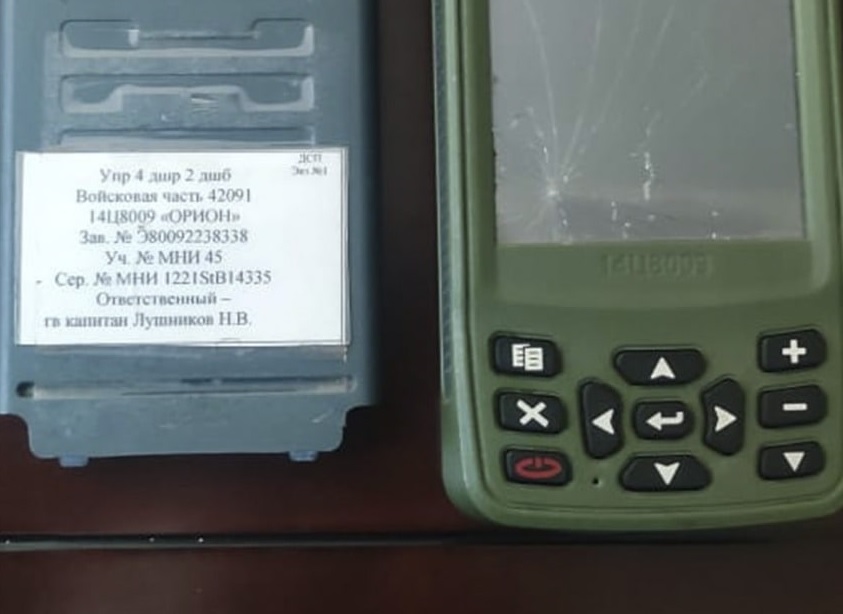 ДСП
Экз №1
Упр 4 дшр 2 дшб
Войсковая часть 42091
14Ц8009 «ОРИОН»
Зав. № Э80092238338
Уч. № МНИ 45
Сер. № МНИ 1221StB14335
Ответственный –
гв капитан Лушников Н.В.
14Ц8009